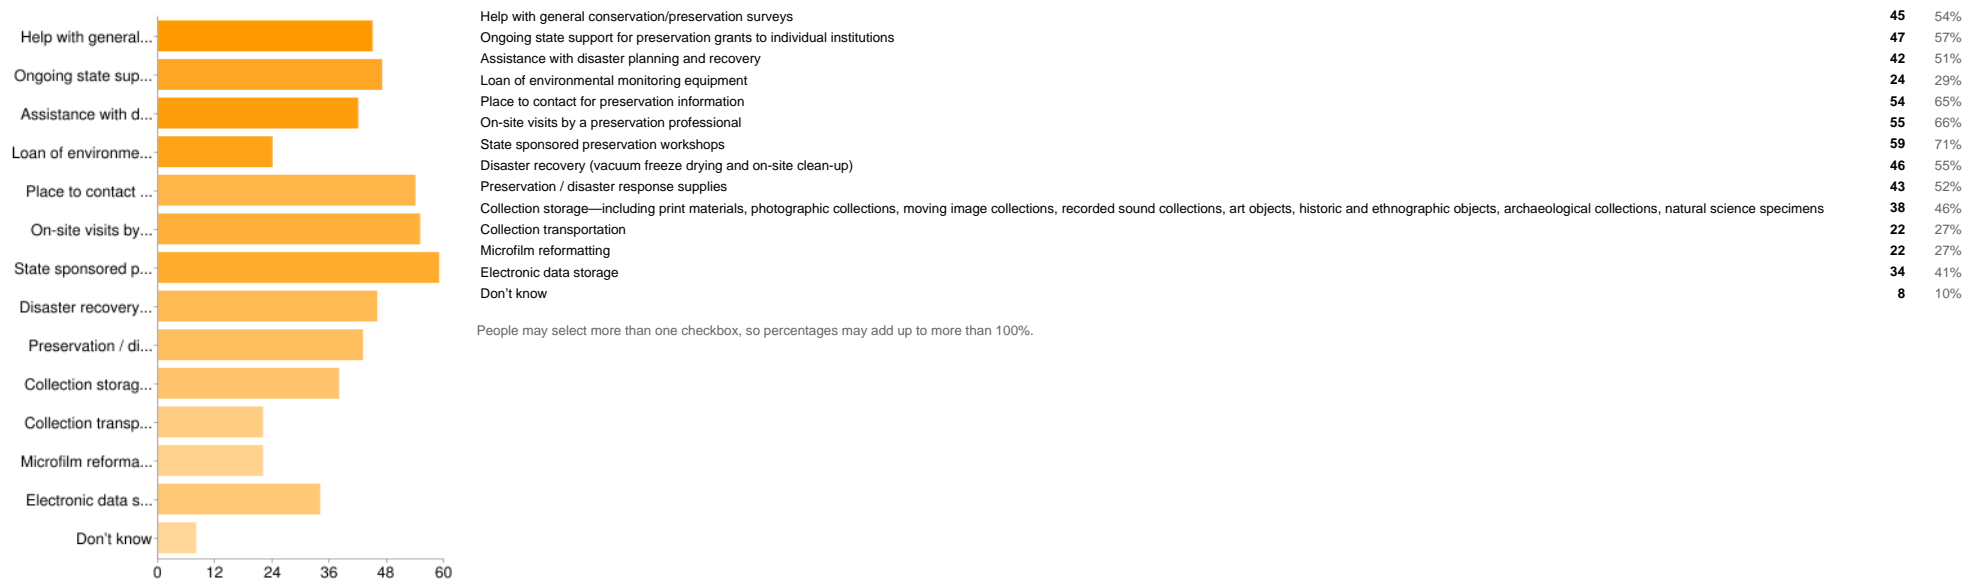 Help with general...
Ongoing state sup...
Assistance with d...
Loan of environme...
Place to contact ...
On-site visits by...
State sponsored p...
Disaster recovery...
Preservation / di...
Collection storag...
Collection transp...
Microfilm reforma...
Electronic data s...
Don't know
0 12 24 36 48 60
Help with general conservation/preservation surveys 45 54%
Ongoing state support for preservation grants to individual institutions 47 57%
Assistance with disaster planning and recovery 42 51%
Loan of environmental monitoring equipment 24 29%
Place to contact for preservation information 54 65%
On-site visits by a preservation professional 55 66%
State sponsored preservation workshops 59 71%
Disaster recovery (vacuum freeze drying and on-site clean-up) 46 55%
Preservation / disaster response supplies 43 52%
Collection storage—including print materials, photographic collections, moving image collections, recorded sound collections, art objects, historic and ethnographic objects, archaeological collections, natural science specimens 38 46%
Collection transportation 22 27%
Microfilm reformatting 22 27%
Electronic data storage 34 41%
Don't know 8 10%
People may select more than one checkbox, so percentages may add up to more than 100%.